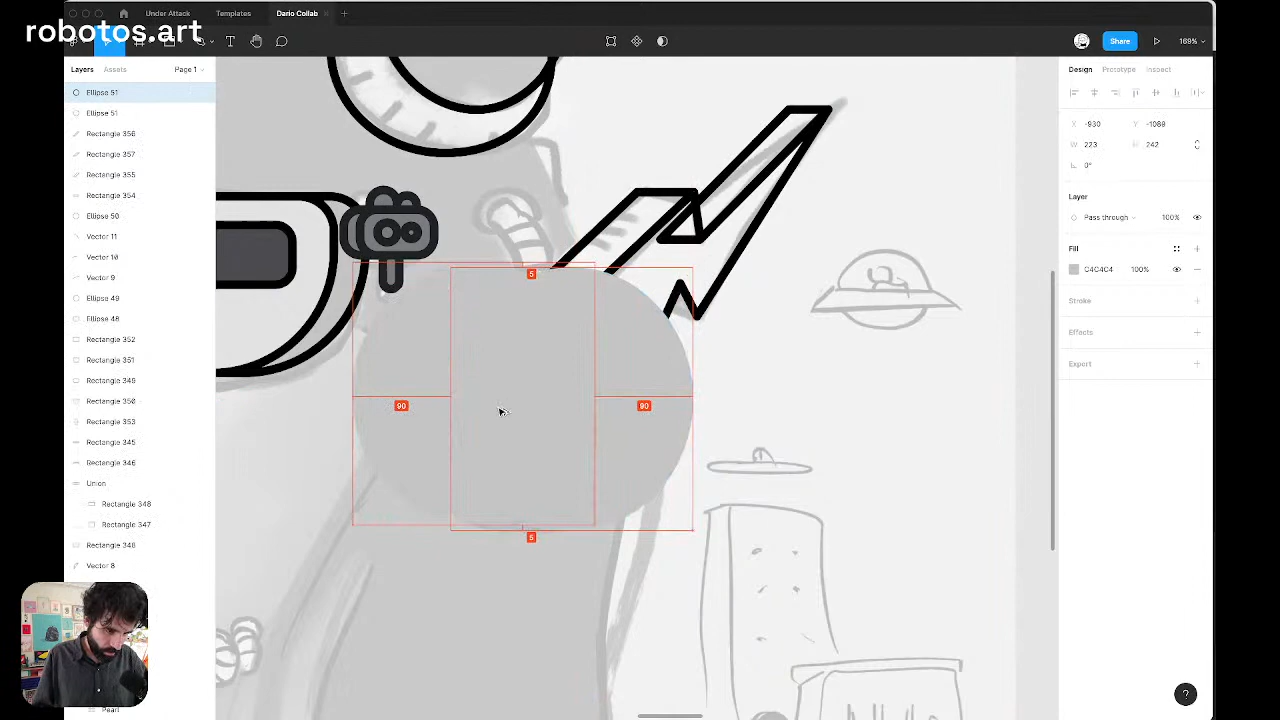 Under Attack
Templates
Dario Collab
robotos.art
Share
169%
Layers
Assets
Page 1
Design
Prototype
Inspect
Ellipse 51
Ellipse 51
Rectangle 356
Rectangle 357
Rectangle 355
Rectangle 354
Ellipse 50
Vector 11
Vector 10
Vector 9
Ellipse 49
Ellipse 48
Rectangle 352
Rectangle 351
Rectangle 349
Rectangle 350
Rectangle 353
Rectangle 345
Rectangle 346
Union
Rectangle 348
Rectangle 347
Rectangle 348
Vector 8
Pearl
X -930
Y -1089
W 223
H 242
0°
Layer
Pass through
100%
Fill
C4C4C4
100%
Stroke
Effects
Export
5
90
90
5
?